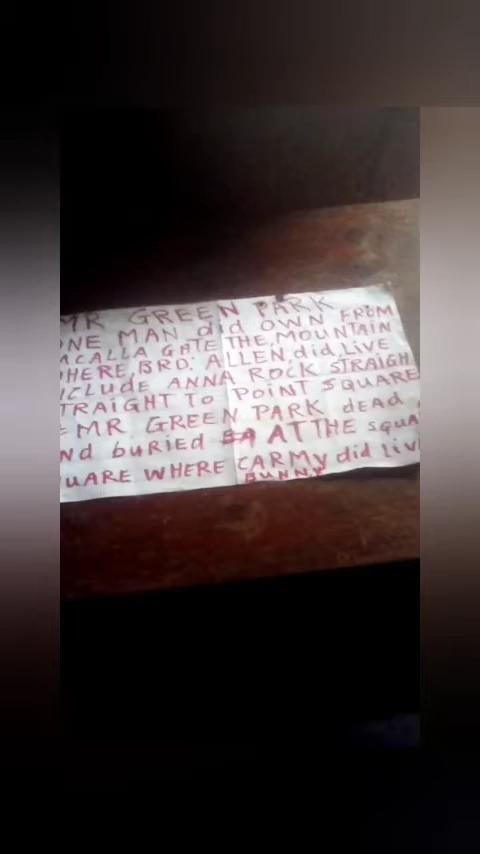 MR GREEN PARK
ONE MAN did OWN FROM
ACALLA GATE THE MOUNTAIN
WHERE BRD. ALLEN did LIVE
NCLUdE ANNA ROCK STRAIGH
TRAIGHT TO POINT SQUARE
MR GREEN PARK dEAd
Nd buRiEd AT THE SquA
UARE WHERE CARMy did Liv
BUNNY